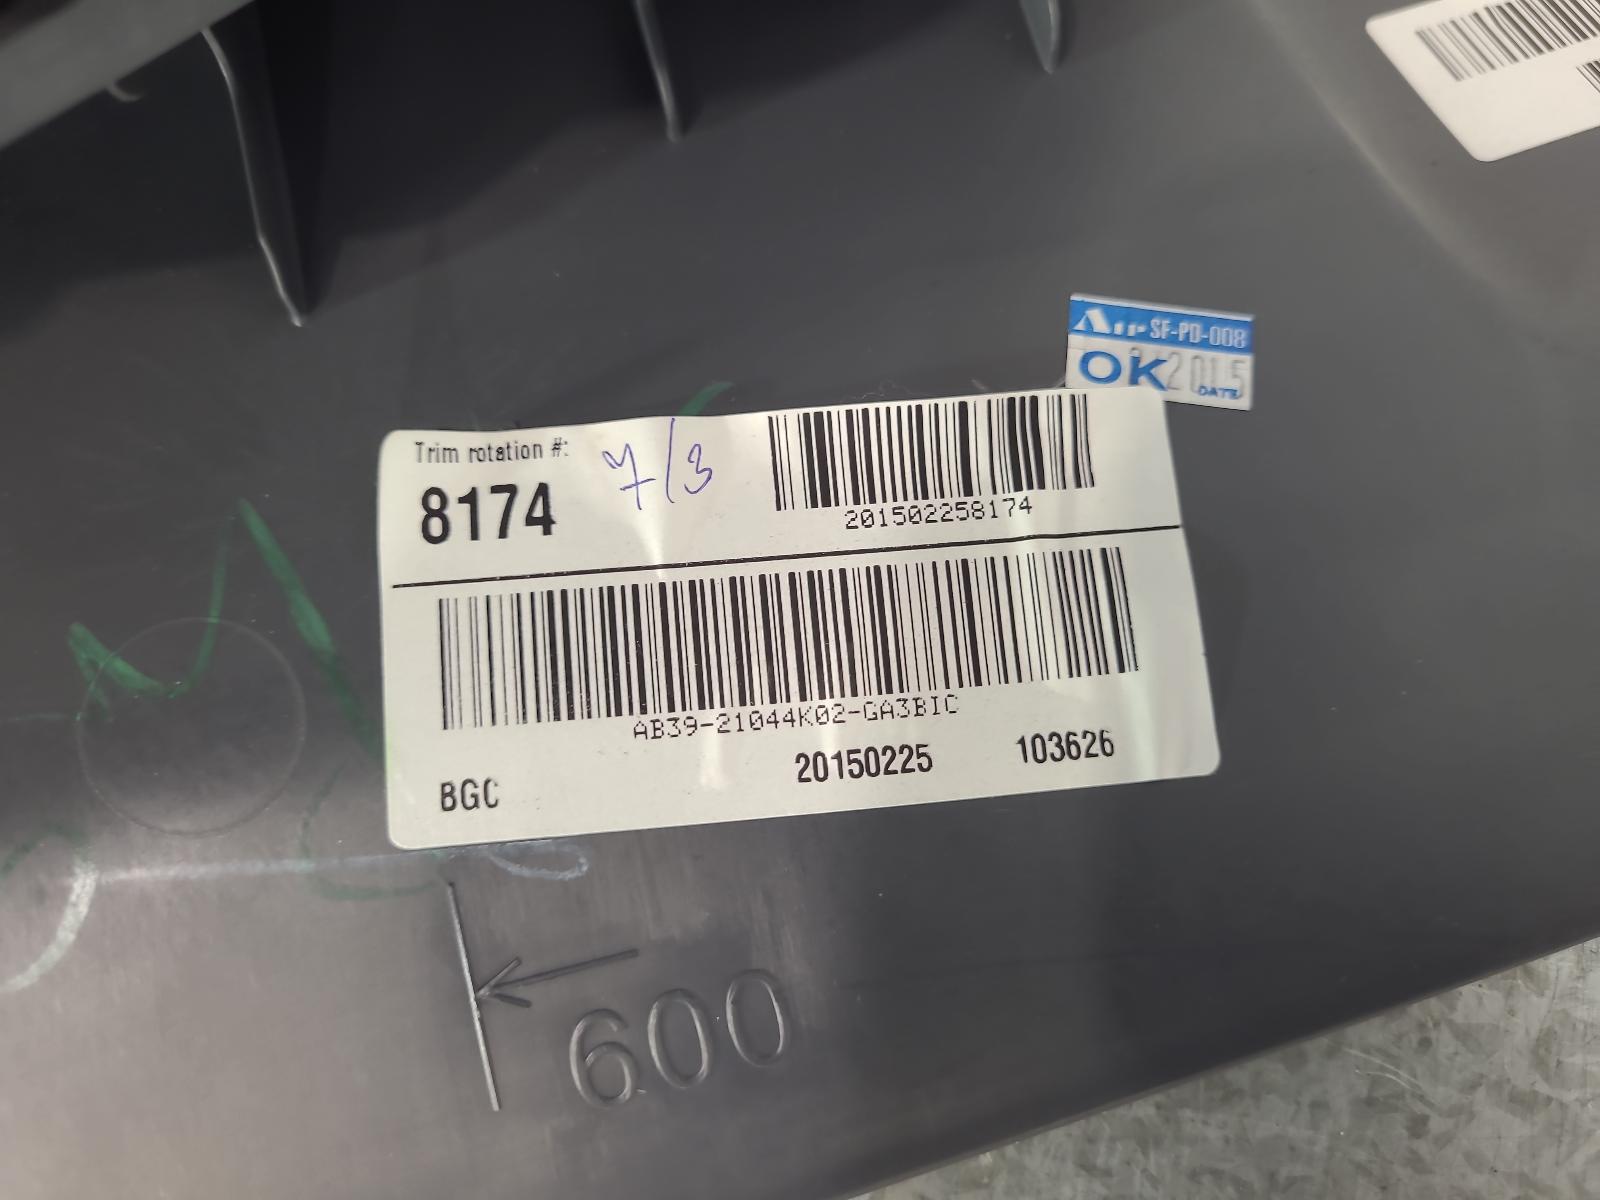 SF-PD-008
OK 2015
DATE
Trim rotation #:
8174 7/3
201502258174
AB39-21044K02-GA3BIC
BGC 20150225 103626
600